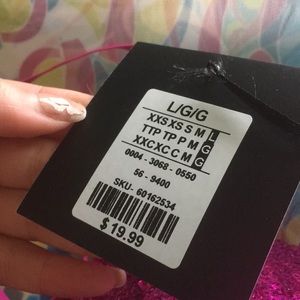 L/G/G
XXS XS S M L
TTP TP P M G
XXC XC C M G
0004 - 3068 - 0550
56 - 9400
SKU- 60162534
$ 19.99